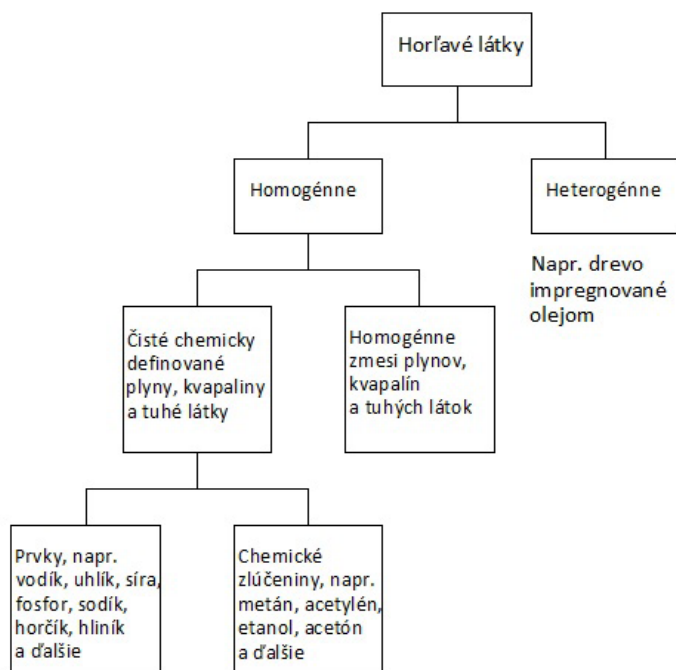 Horľavé látky
Homogénne
Heterogénne
Napr. drevo
impregnované
olejom
Čisté chemicky
definované
plyny, kvapaliny
a tuhé látky
Homogénne
zmesi plynov,
kvapalín
a tuhých látok
Prvky, napr.
vodík, uhlík, síra,
fosfor, sodík,
horčík, hliník
a ďalšie
Chemické
zlúčeniny, napr.
metán, acetylén,
etanol, acetón
a ďalšie